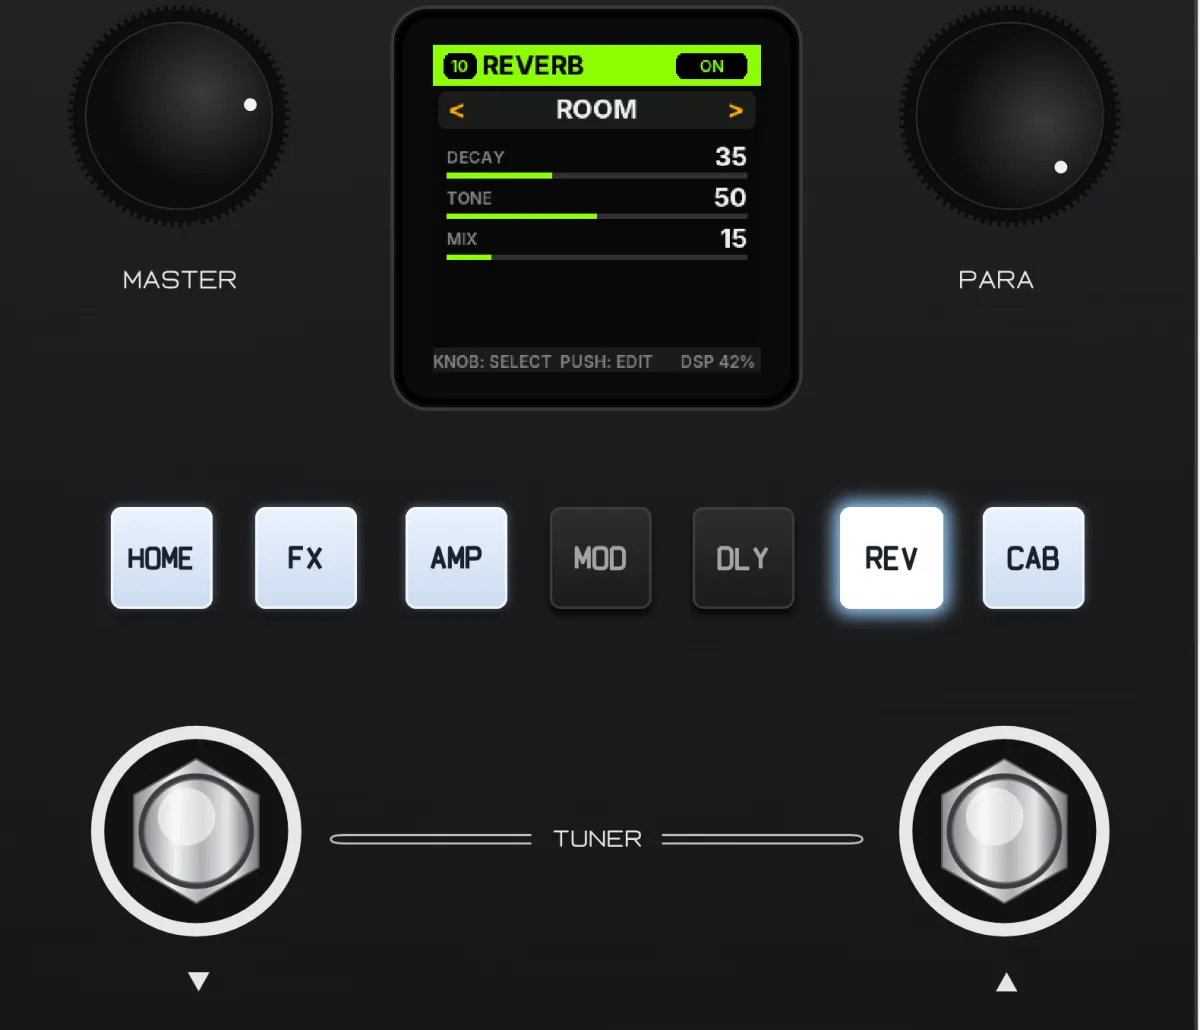 10 REVERB ON
< ROOM >
DECAY 35
TONE 50
MIX 15
KNOB: SELECT PUSH: EDIT DSP 42%
MASTER
PARA
HOME FX AMP MOD DLY REV CAB
TUNER